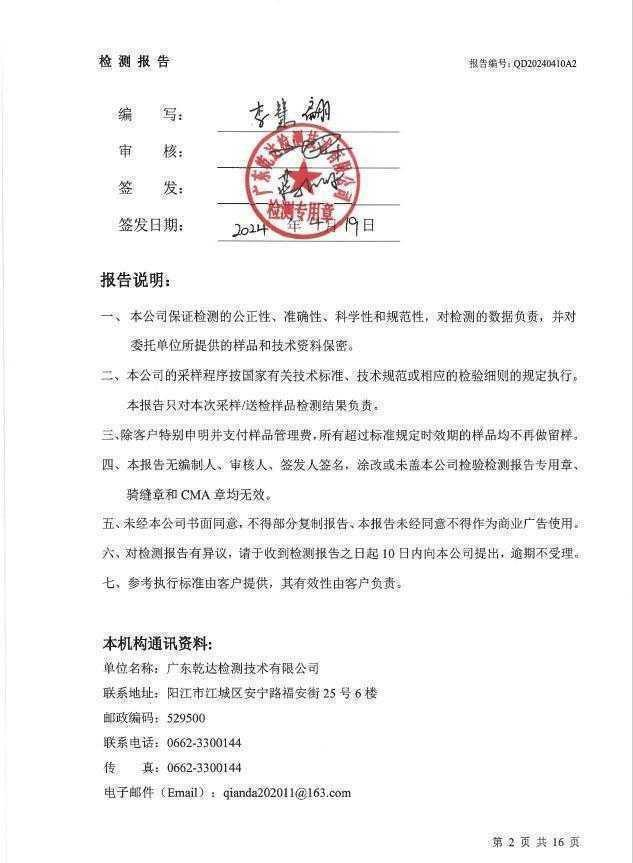 检 测 报 告
报告编号：QD20240410A2
编 写：
审 核：
签 发：
广东乾达检测技术有限公司
检测专用章
签发日期：2024 年 4 月 19 日
报告说明：
一、本公司保证检测的公正性、准确性、科学性和规范性，对检测的数据负责，并对
委托单位所提供的样品和技术资料保密。
二、本公司的采样程序按国家有关技术标准、技术规范或相应的检验细则的规定执行。
本报告只对本次采样/送检样品检测结果负责。
三、除客户特别申明并支付样品管理费，所有超过标准规定时效期的样品均不再做留样。
四、本报告无编制人、审核人、签发人签名，涂改或未盖本公司检验检测报告专用章、
骑缝章和 CMA 章均无效。
五、未经本公司书面同意，不得部分复制报告、本报告未经同意不得作为商业广告使用。
六、对检测报告有异议，请于收到检测报告之日起 10 日内向本公司提出，逾期不受理。
七、参考执行标准由客户提供，其有效性由客户负责。
本机构通讯资料：
单位名称：广东乾达检测技术有限公司
联系地址：阳江市江城区安宁路福安街 25 号 6 楼
邮政编码：529500
联系电话：0662-3300144
传 真：0662-3300144
电子邮件（Email）：qianda202011@163.com
第 2 页 共 16 页